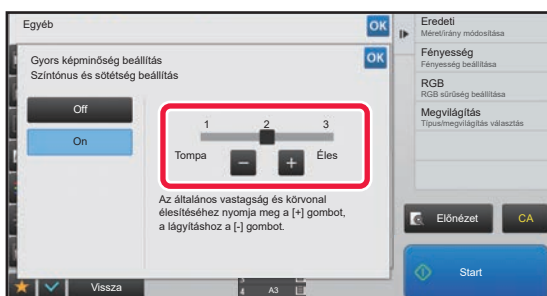 Egyéb
OK
Gyors képminőség beállítás
Színtónus és sötétség beállítás
OK
Off
On
1 2 3
Tompa − + Éles
Az általános vastagság és körvonal
élesítéséhez nyomja meg a [+] gombot,
a lágyításhoz a [-] gombot.
Vissza
4 A3
Eredeti
Méret/irány módosítása
Fényesség
Fényesség beállítása
RGB
RGB sűrűség beállítása
Megvilágítás
Típus/megvilágítás választás
Előnézet
CA
Start